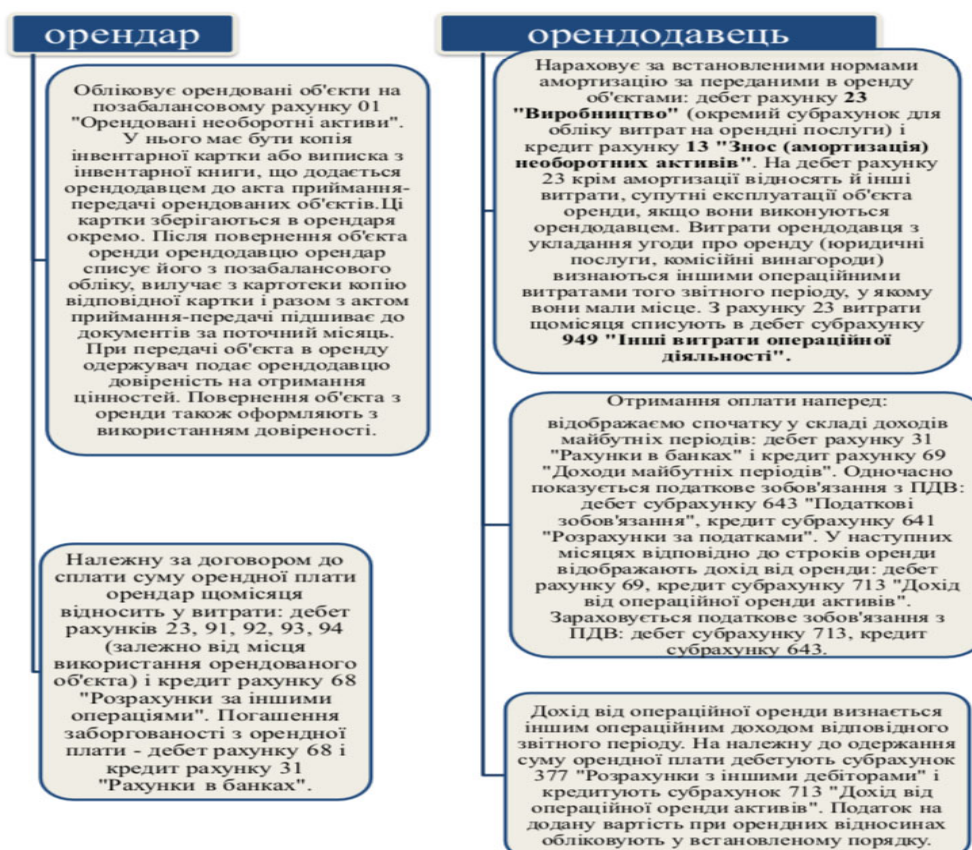 орендар
Обліковує орендовані об'єкти на
позабалансовому рахунку 01
"Орендовані необоротні активи".
У нього має бути копія
інвентарної картки або виписка з
інвентарної книги, що додається
орендодавцем до акта приймання-
передачі орендованих об'єктів.Ці
картки зберігаються в орендаря
окремо. Після повернення об'єкта
оренди орендодавцю орендар
списує його з позабалансового
обліку, вилучає з картотеки копію
відповідної картки і разом з актом
приймання-передачі підшиває до
документів за поточний місяць.
При передачі об'єкта в оренду
одержувач подає орендодавцю
довіреність на отримання
цінностей. Повернення об'єкта з
оренди також оформляють з
використанням довіреності.
Належну за договором до
сплати суму орендної плати
орендар щомісяця
відносить у витрати: дебет
рахунків 23, 91, 92, 93, 94
(залежно від місця
використання орендованого
об'єкта) і кредит рахунку 68
"Розрахунки за іншими
операціями". Погашення
заборгованості з орендної
плати - дебет рахунку 68 і
кредит рахунку 31
"Рахунки в банках".
орендодавець
Нараховує за встановленими нормами
амортизацію за переданими в оренду
об'єктами: дебет рахунку 23
"Виробництво" (окремий субрахунок для
обліку витрат на орендні послуги) і
кредит рахунку 13 "Знос (амортизація)
необоротних активів". На дебет рахунку
23 крім амортизації відносять й інші
витрати, супутні експлуатації об'єкта
оренди, якщо вони виконуються
орендодавцем. Витрати орендодавця з
укладання угоди про оренду (юридичні
послуги, комісійні винагороди)
визнаються іншими операційними
витратами того звітного періоду, у якому
вони мали місце. З рахунку 23 витрати
щомісяця списують в дебет субрахунку
949 "Інші витрати операційної
діяльності".
Отримання оплати наперед:
відображаємо спочатку у складі доходів
майбутніх періодів: дебет рахунку 31
"Рахунки в банках" і кредит рахунку 69
"Доходи майбутніх періодів". Одночасно
показується податкове зобов'язання з ПДВ:
дебет субрахунку 643 "Податкові
зобов'язання", кредит субрахунку 641
"Розрахунки за податками". У наступних
місяцях відповідно до строків оренди
відображають дохід від оренди: дебет
рахунку 69, кредит субрахунку 713 "Дохід
від операційної оренди активів".
Зараховується податкове зобов'язання з
ПДВ: дебет субрахунку 713, кредит
субрахунку 643.
Дохід від операційної оренди визнається
іншим операційним доходом відповідного
звітного періоду. На належну до одержання
суму орендної плати дебетують субрахунок
377 "Розрахунки з іншими дебіторами" і
кредитують субрахунок 713 "Дохід від
операційної оренди активів". Податок на
додану вартість при орендних відносинах
обліковують у встановленому порядку.